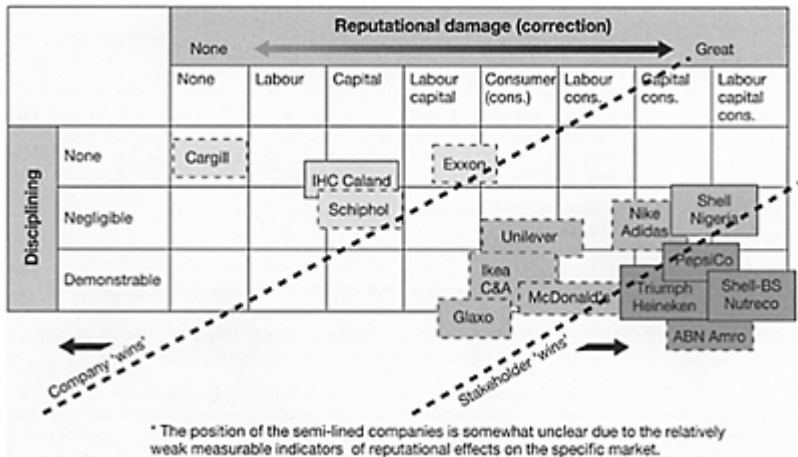 Reputational damage (correction)
None Great
None Labour Capital Labour Consumer Labour Capital Labour
capital (cons.) cons. cons. capital
cons.
Disciplining
None
Negligible
Demonstrable
Cargill
Exxon
IHC Caland
Schiphol
Nike
Adidas
Shell
Nigeria
Unilever
PepsiCo
Ikea
C&A
McDonald's
Triumph
Heineken
Shell-BS
Nutreco
Glaxo
ABN Amro
Company 'wins'
Stakeholder 'wins'
* The position of the semi-lined companies is somewhat unclear due to the relatively
weak measurable indicators of reputational effects on the specific market.